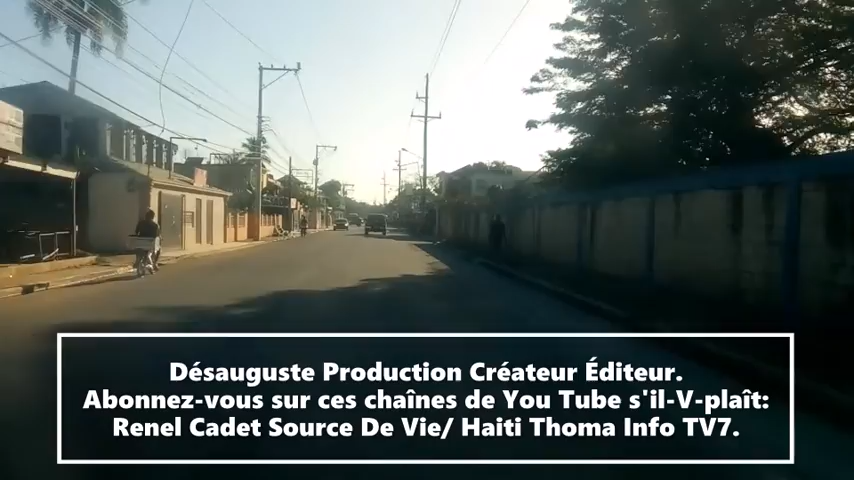 Désauguste Production Créateur Éditeur.
Abonnez-vous sur ces chaînes de You Tube s'il-V-plaît:
Renel Cadet Source De Vie/ Haiti Thoma Info TV7.